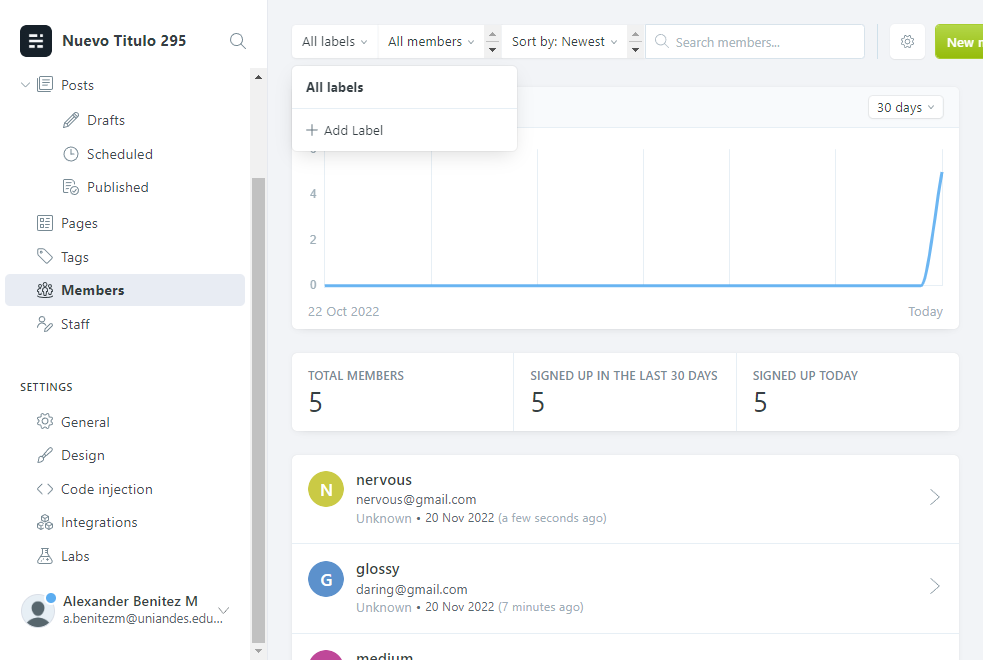 Nuevo Titulo 295
Posts
Drafts
Scheduled
Published
Pages
Tags
Members
Staff
SETTINGS
General
Design
Code injection
Integrations
Labs
Alexander Benitez M
a.benitezm@uniandes.edu...
All labels
All members
Sort by: Newest
Search members...
New
All labels
Add Label
30 days
4
2
0
22 Oct 2022
Today
TOTAL MEMBERS
5
SIGNED UP IN THE LAST 30 DAYS
5
SIGNED UP TODAY
5
N
nervous
nervous@gmail.com
Unknown • 20 Nov 2022 (a few seconds ago)
G
glossy
daring@gmail.com
Unknown • 20 Nov 2022 (7 minutes ago)
medium